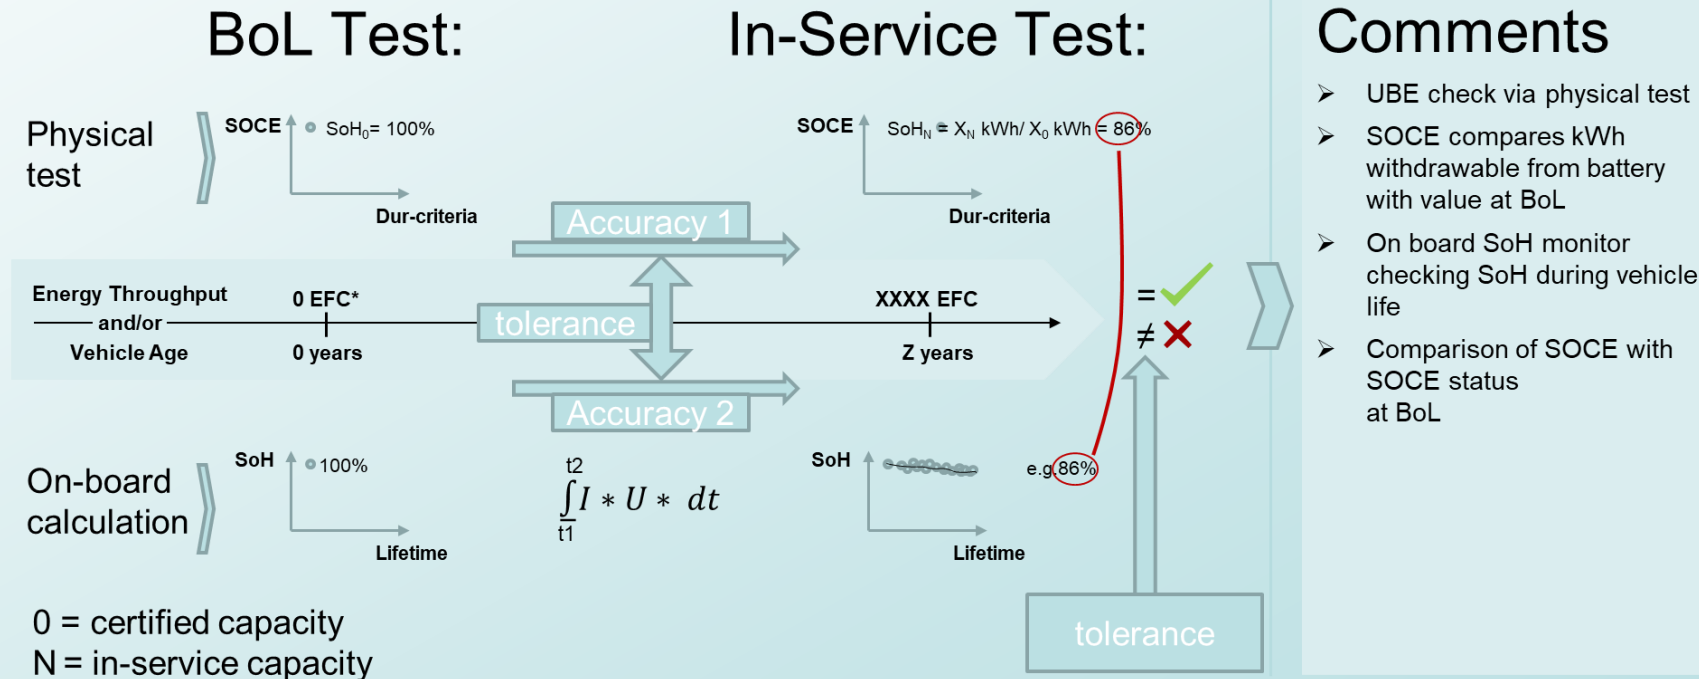 BoL Test:
In-Service Test:
Comments
Physical
test
SOCE
SoH₀= 100%
Dur-criteria
SOCE
SoH_N = X_N kWh/ X₀ kWh = 86%
Dur-criteria
Accuracy 1
Energy Throughput
and/or
Vehicle Age
0 EFC*
0 years
tolerance
XXXX EFC
Z years
=
≠
Accuracy 2
On-board
calculation
SoH
100%
Lifetime
t2
∫I ∗ U ∗ dt
t1
SoH
e.g.86%
Lifetime
tolerance
0 = certified capacity
N = in-service capacity
➢ UBE check via physical test
➢ SOCE compares kWh
withdrawable from battery
with value at BoL
➢ On board SoH monitor
checking SoH during vehicle
life
➢ Comparison of SOCE with
SOCE status
at BoL